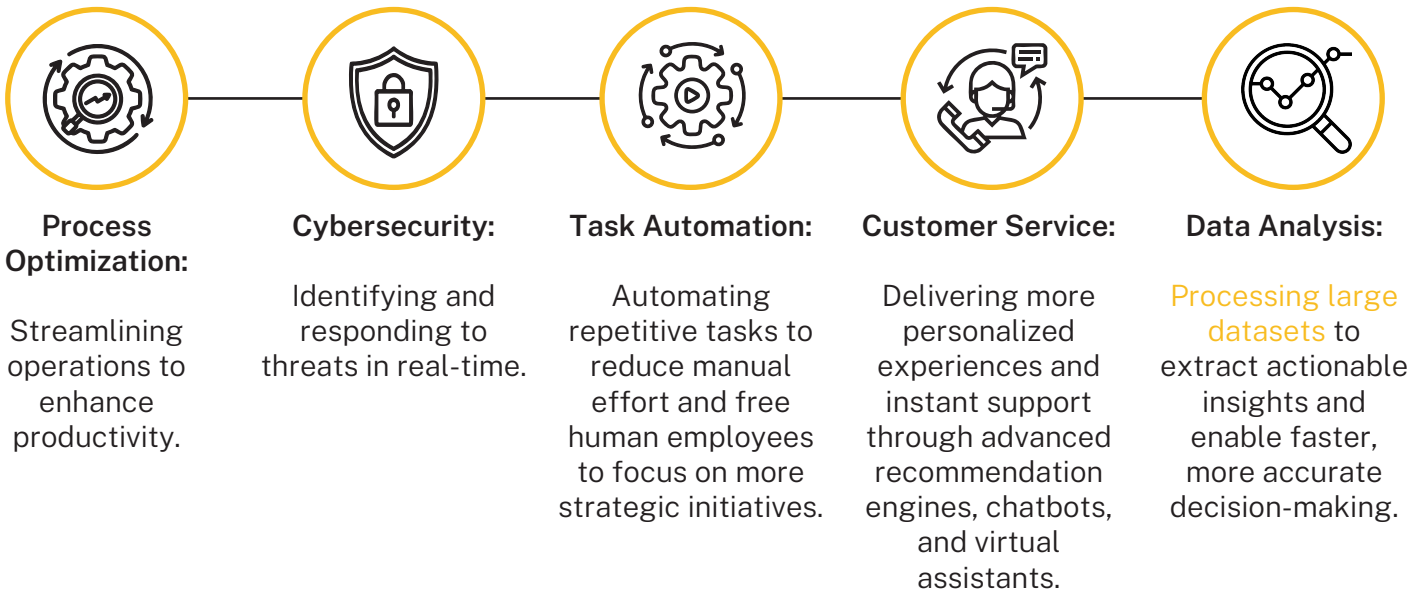 Process
Optimization:
Streamlining
operations to
enhance
productivity.
Cybersecurity:
Identifying and
responding to
threats in real-time.
Task Automation:
Automating
repetitive tasks to
reduce manual
effort and free
human employees
to focus on more
strategic initiatives.
Customer Service:
Delivering more
personalized
experiences and
instant support
through advanced
recommendation
engines, chatbots,
and virtual
assistants.
Data Analysis:
Processing large
datasets to
extract actionable
insights and
enable faster,
more accurate
decision-making.